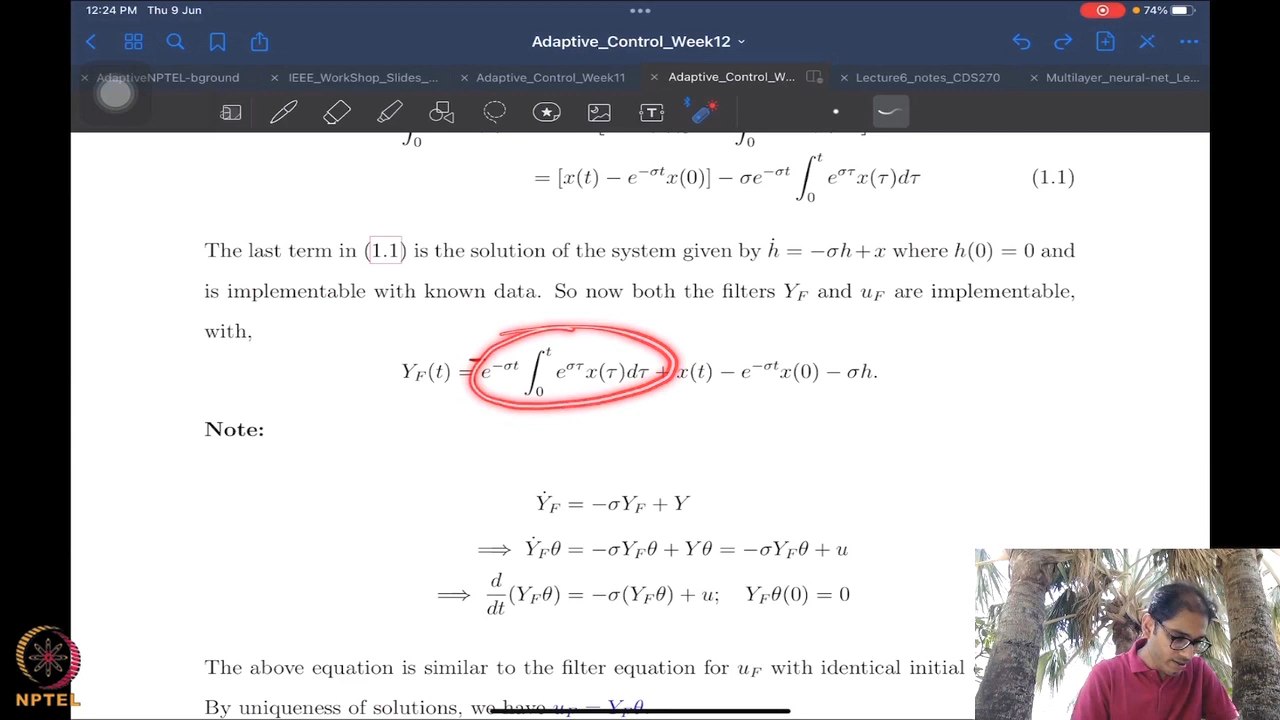 12:24 PM Thu 9 Jun
74%
Adaptive_Control_Week12
AdaptiveNPTEL-bground
IEEE_WorkShop_Slides_...
Adaptive_Control_Week11
Adaptive_Control_W...
Lecture6_notes_CDS270
Multilayer_neural-net_Le...
= [x(t) − e^{−σt}x(0)] − σe^{−σt} ∫_0^t e^{στ}x(τ)dτ (1.1)
The last term in (1.1) is the solution of the system given by ḣ = −σh + x where h(0) = 0 and
is implementable with known data. So now both the filters Y_F and u_F are implementable,
with,
Y_F(t) = e^{−σt} ∫_0^t e^{στ}x(τ)dτ + x(t) − e^{−σt}x(0) − σh.
Note:
Ẏ_F = −σY_F + Y
⟹ Ẏ_Fθ = −σY_Fθ + Yθ = −σY_Fθ + u
⟹ d/dt (Y_Fθ) = −σ(Y_Fθ) + u; Y_Fθ(0) = 0
The above equation is similar to the filter equation for u_F with identical initial
By uniqueness of solutions, we have u_F = Y_Fθ.
NPTEL